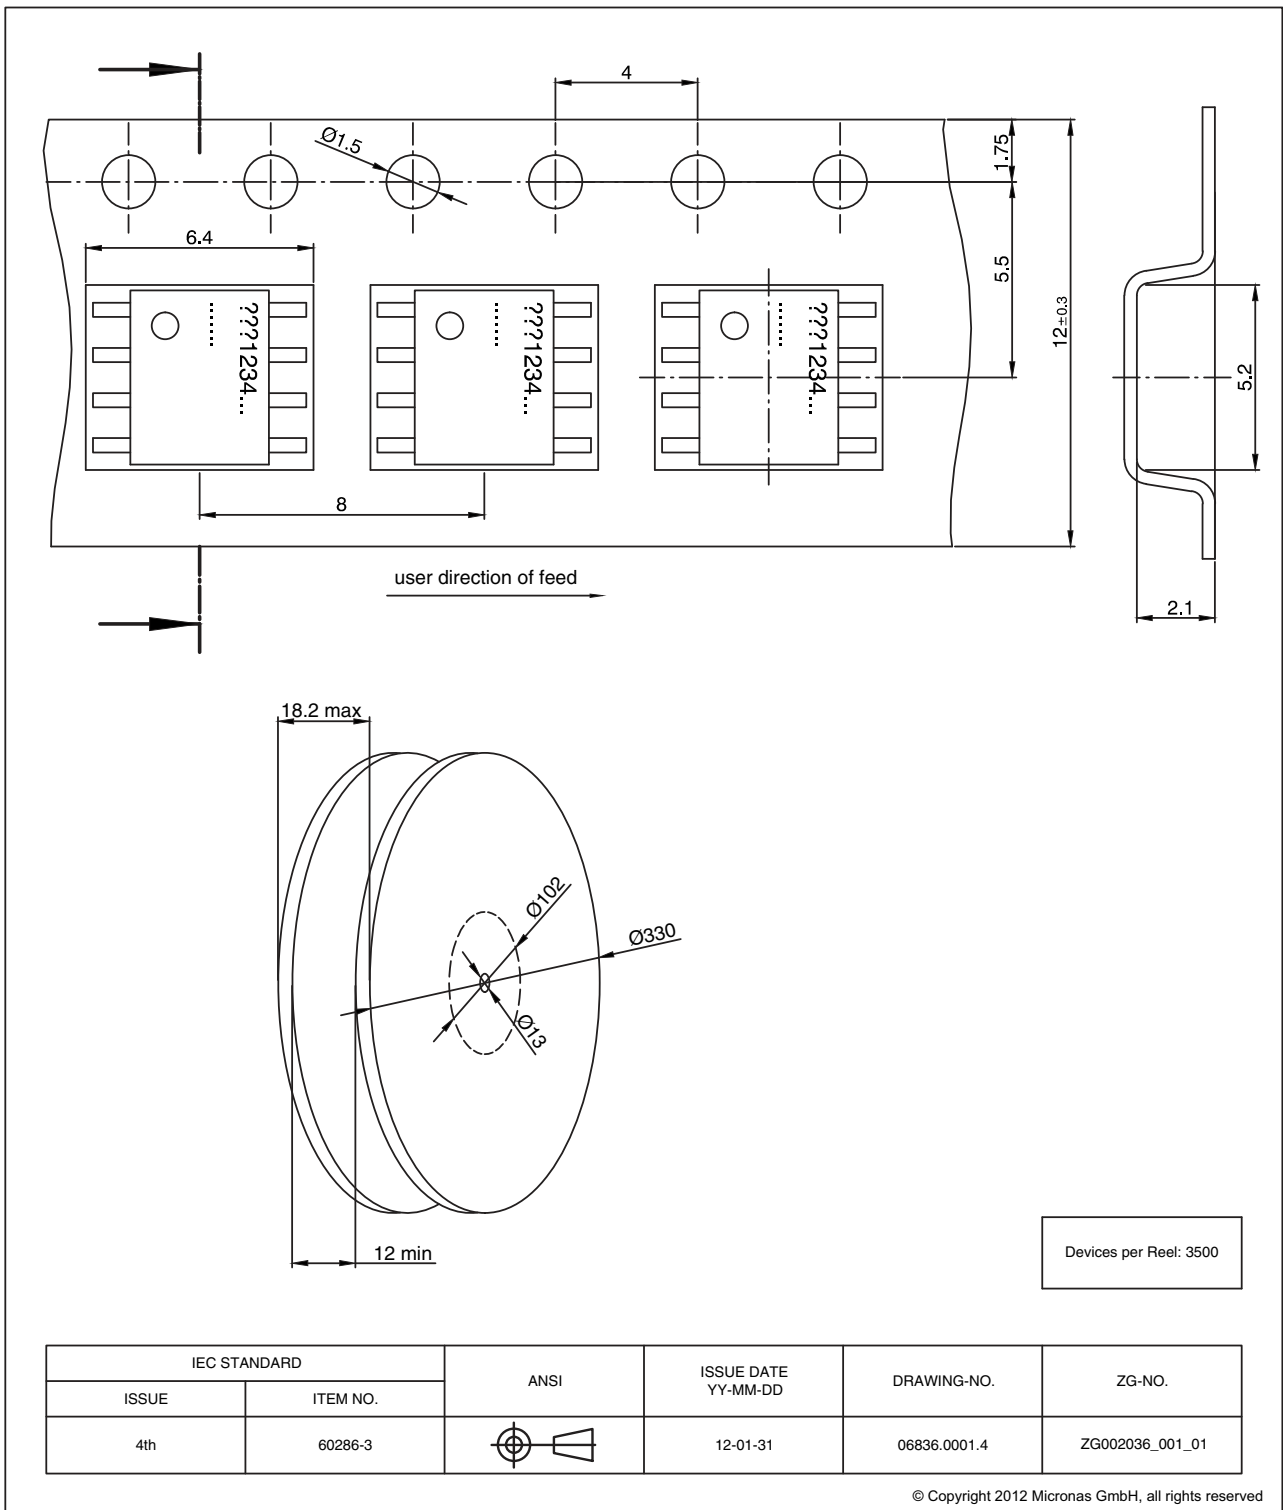 4
Ø1.5
1.75
6.4
5.5
12±0.3
???1234...
......
???1234...
......
???1234...
......
5.2
8
user direction of feed
2.1
18.2 max
Ø102
Ø330
Ø13
12 min
Devices per Reel: 3500
IEC STANDARD
ISSUE
ITEM NO.
ANSI
ISSUE DATE
YY-MM-DD
DRAWING-NO.
ZG-NO.
4th
60286-3
12-01-31
06836.0001.4
ZG002036_001_01
© Copyright 2012 Micronas GmbH, all rights reserved